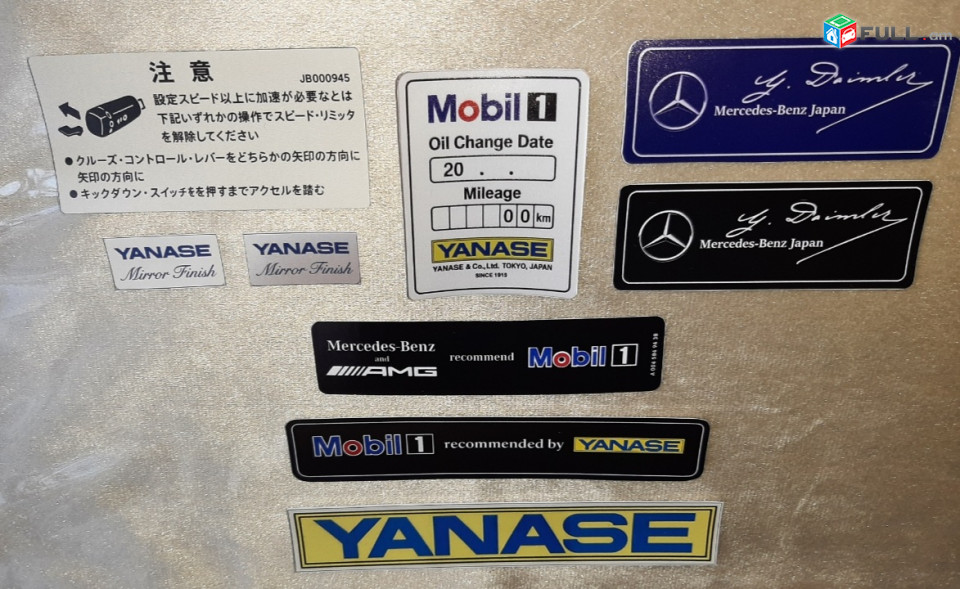 注意
JB000945
設定スピード以上に加速が必要なとは
下記いずれかの操作でスピード・リミッタ
を解除してください
●クルーズ・コントロール・レバーをどちらかの矢印の方向に
矢印の方向に
●キックダウン・スイッチをを押すまでアクセルを踏む
YANASE
Mirror Finish
YANASE
Mirror Finish
Mobil 1
Oil Change Date
20 . .
Mileage
00 km
YANASE
YANASE & Co., Ltd. TOKYO, JAPAN
SINCE 1915
FULL.am
G. Daimler
Mercedes-Benz Japan
G. Daimler
Mercedes-Benz Japan
Mercedes-Benz
and
AMG
recommend
Mobil 1
Mobil 1 recommended by YANASE
YANASE